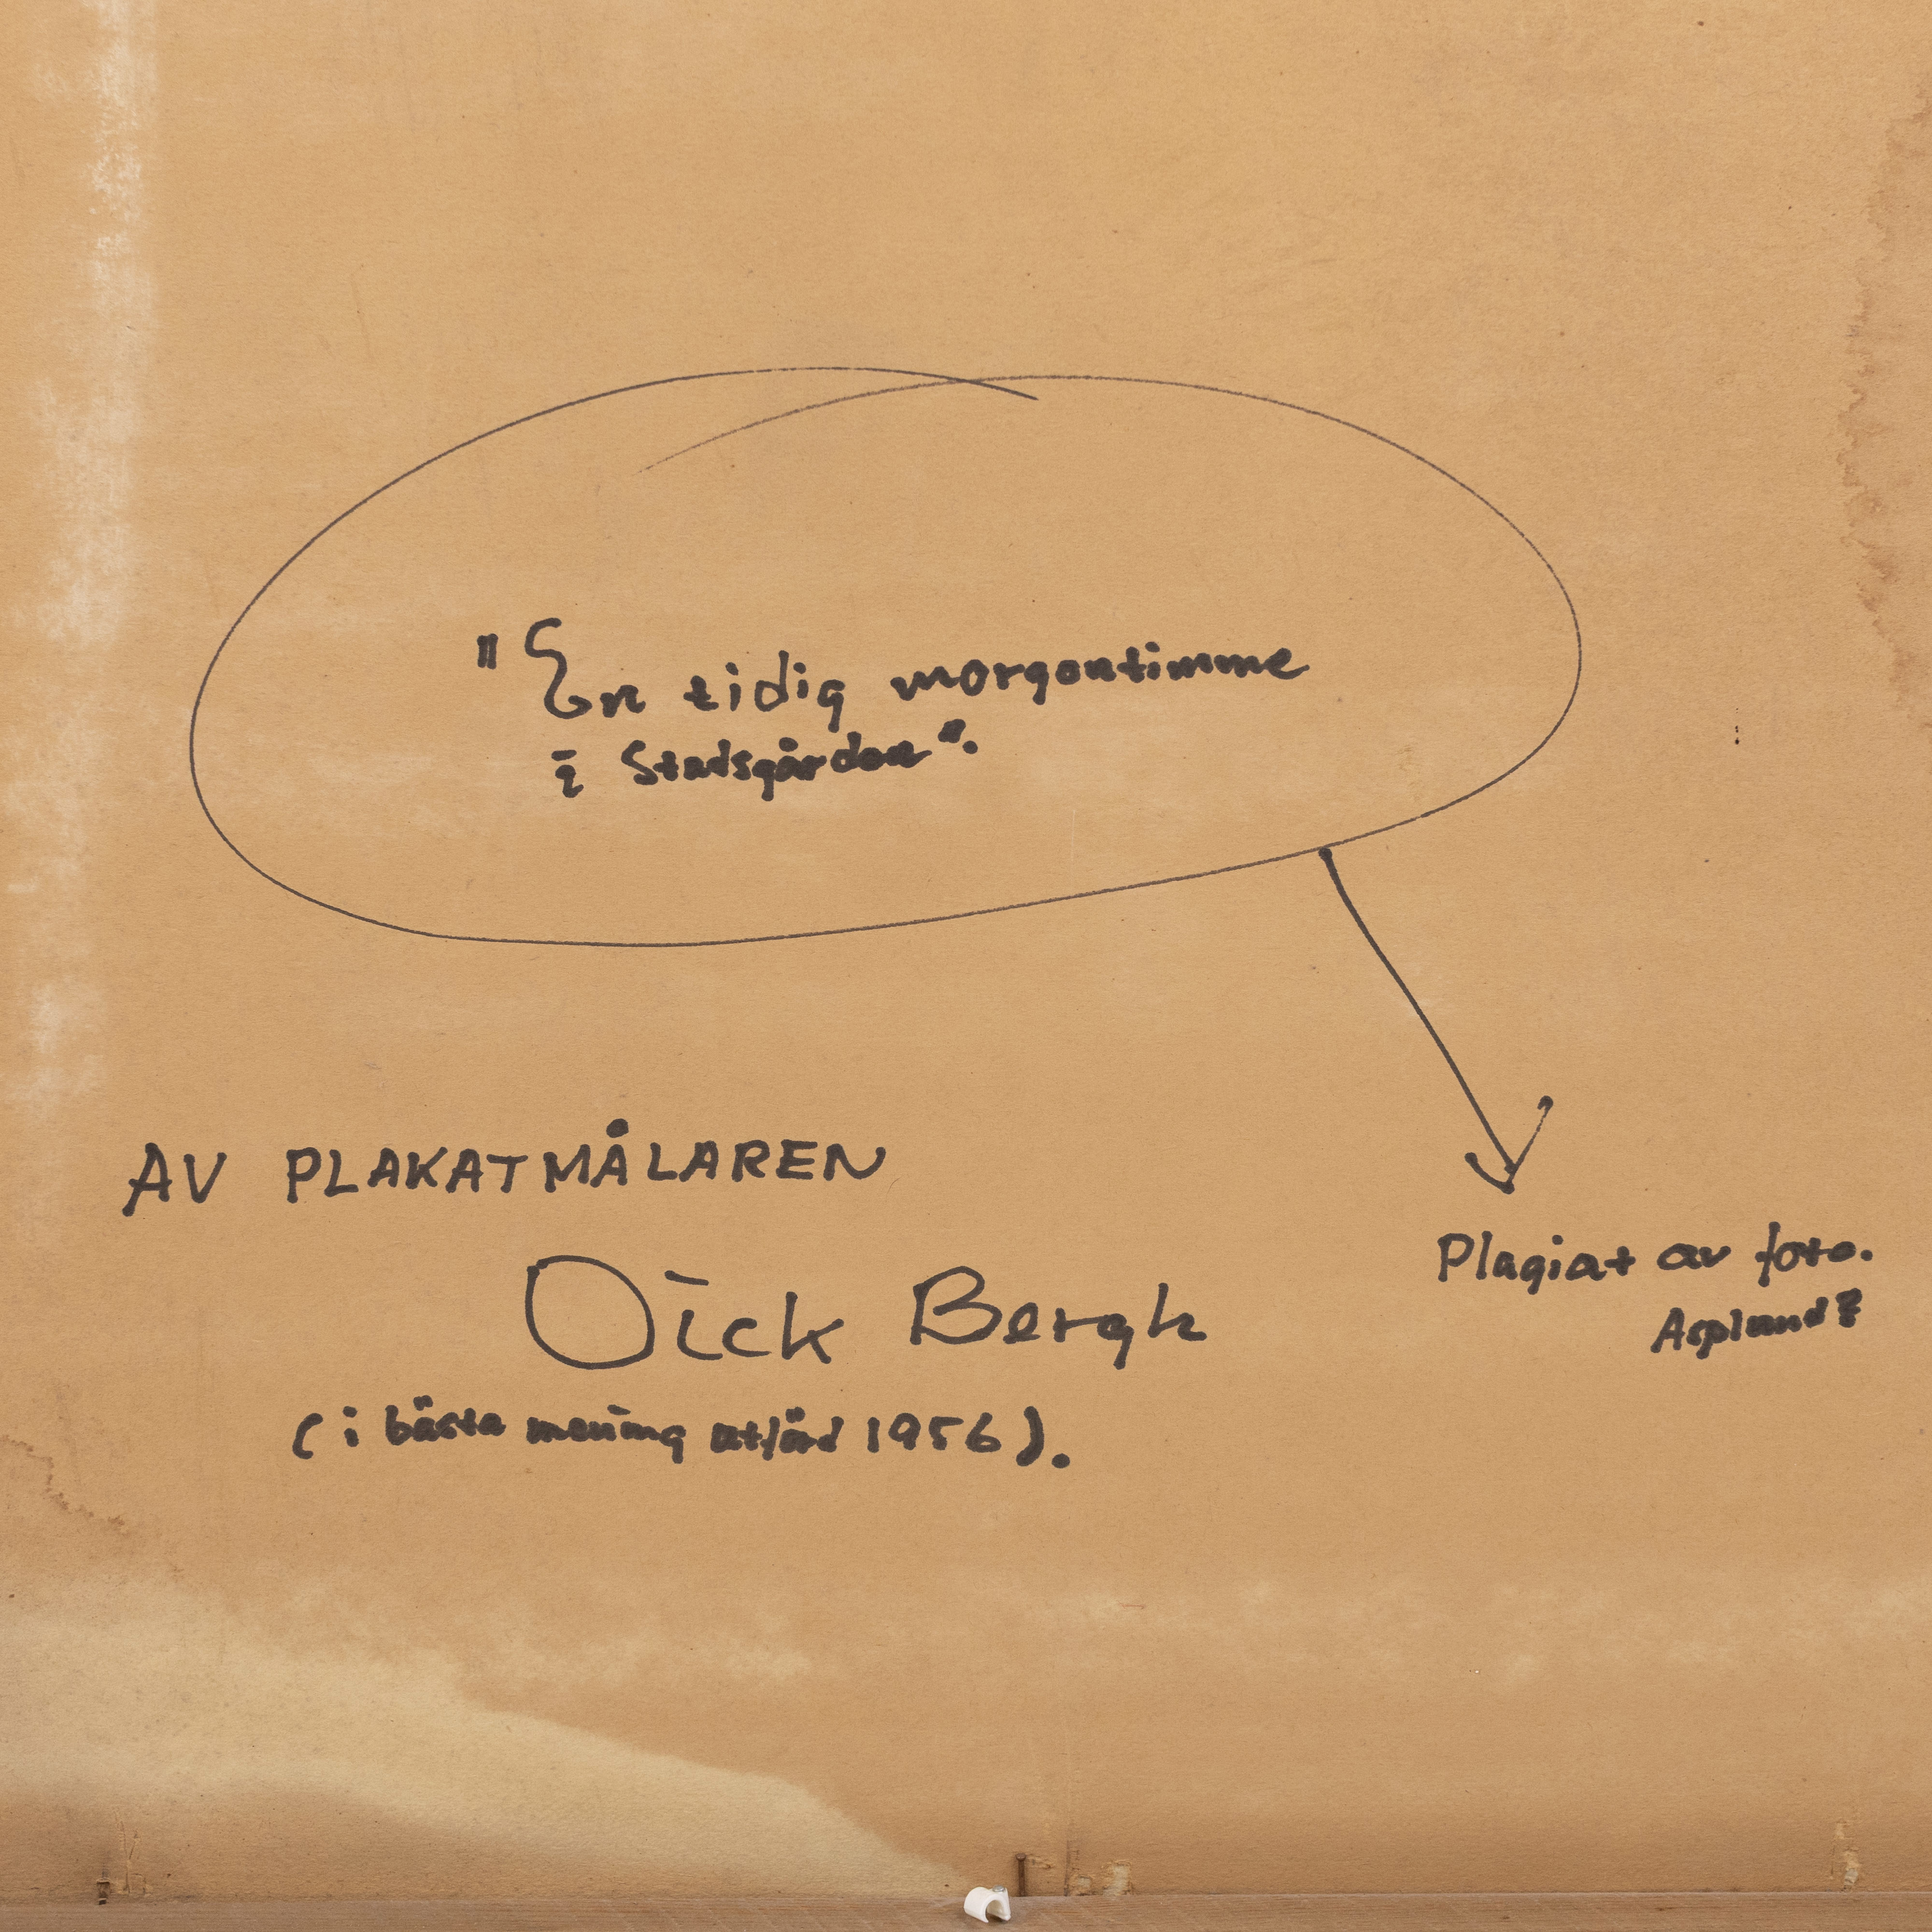 "En tidig morgontimme
i Stadsgården".
AV PLAKATMÅLAREN
Dick Bergh
(i bästa mening utförd 1956).
Plagiat av foto.
Asplund?